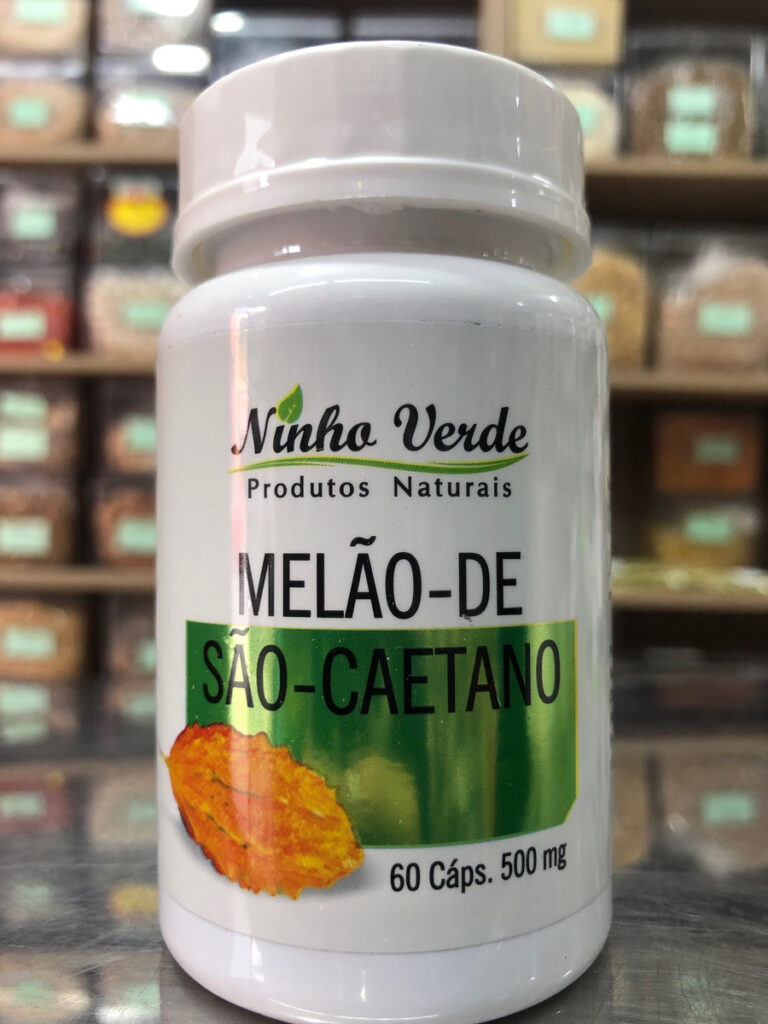 Ninho Verde
Produtos Naturais
MELÃO-DE
SÃO-CAETANO
60 Cáps. 500 mg